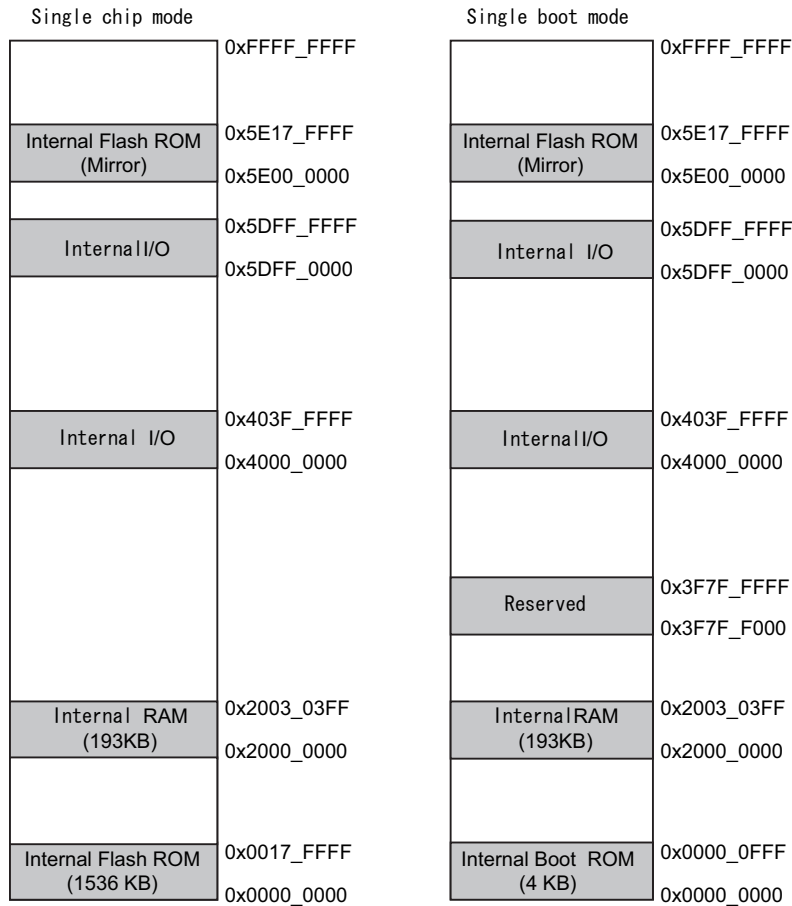 Single chip mode
0xFFFF_FFFF
Internal Flash ROM
(Mirror)
0x5E17_FFFF
0x5E00_0000
InternalI/O
0x5DFF_FFFF
0x5DFF_0000
Internal I/O
0x403F_FFFF
0x4000_0000
Internal RAM
(193KB)
0x2003_03FF
0x2000_0000
Internal Flash ROM
(1536 KB)
0x0017_FFFF
0x0000_0000
Single boot mode
0xFFFF_FFFF
Internal Flash ROM
(Mirror)
0x5E17_FFFF
0x5E00_0000
Internal I/O
0x5DFF_FFFF
0x5DFF_0000
InternalI/O
0x403F_FFFF
0x4000_0000
Reserved
0x3F7F_FFFF
0x3F7F_F000
InternalRAM
(193KB)
0x2003_03FF
0x2000_0000
Internal Boot ROM
(4 KB)
0x0000_0FFF
0x0000_0000